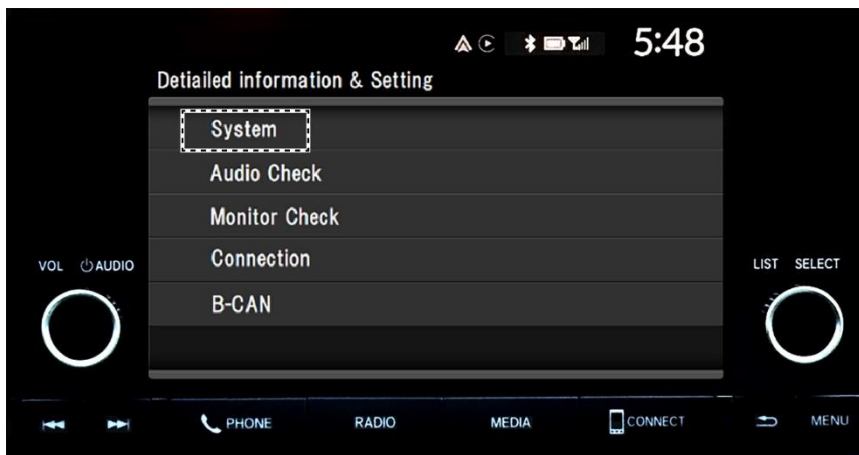 5:48
Detiailed information & Setting
System
Audio Check
Monitor Check
Connection
B-CAN
VOL AUDIO
LIST SELECT
PHONE RADIO MEDIA CONNECT MENU